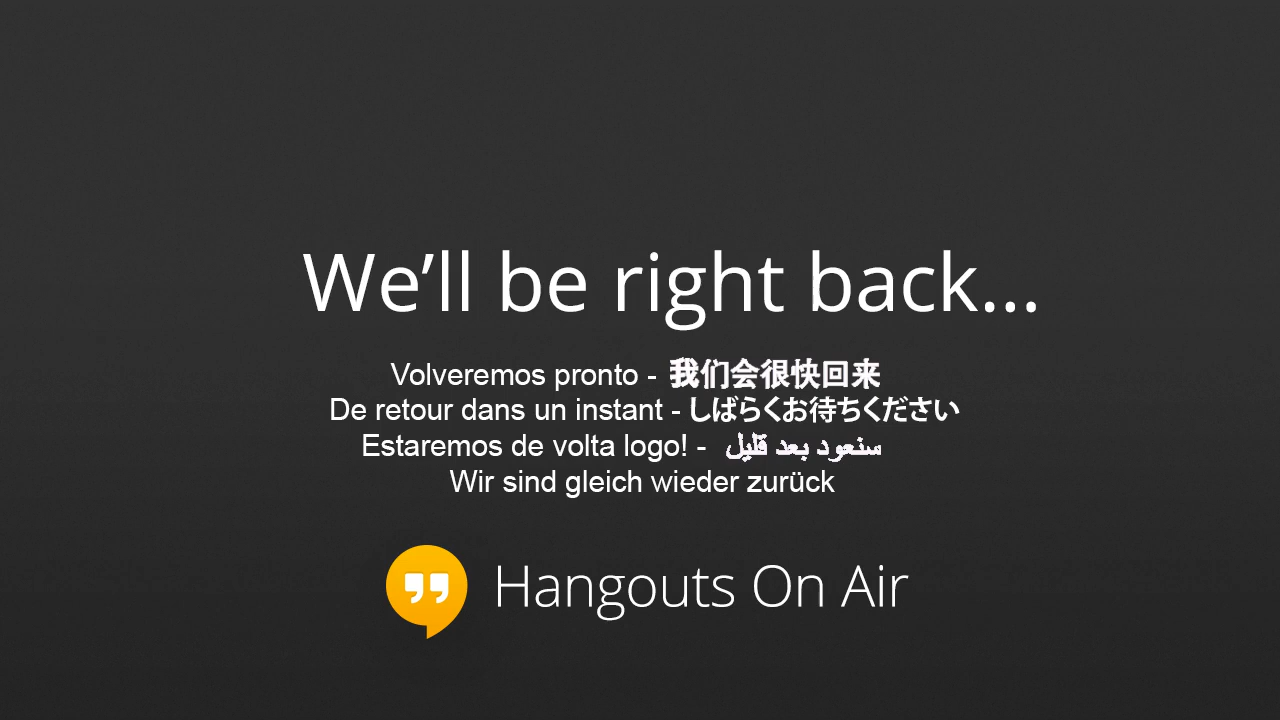 We’ll be right back...
Volveremos pronto - 我们会很快回来
De retour dans un instant - しばらくお待ちください
Estaremos de volta logo! - سنعود بعد قليل
Wir sind gleich wieder zurück
Hangouts On Air